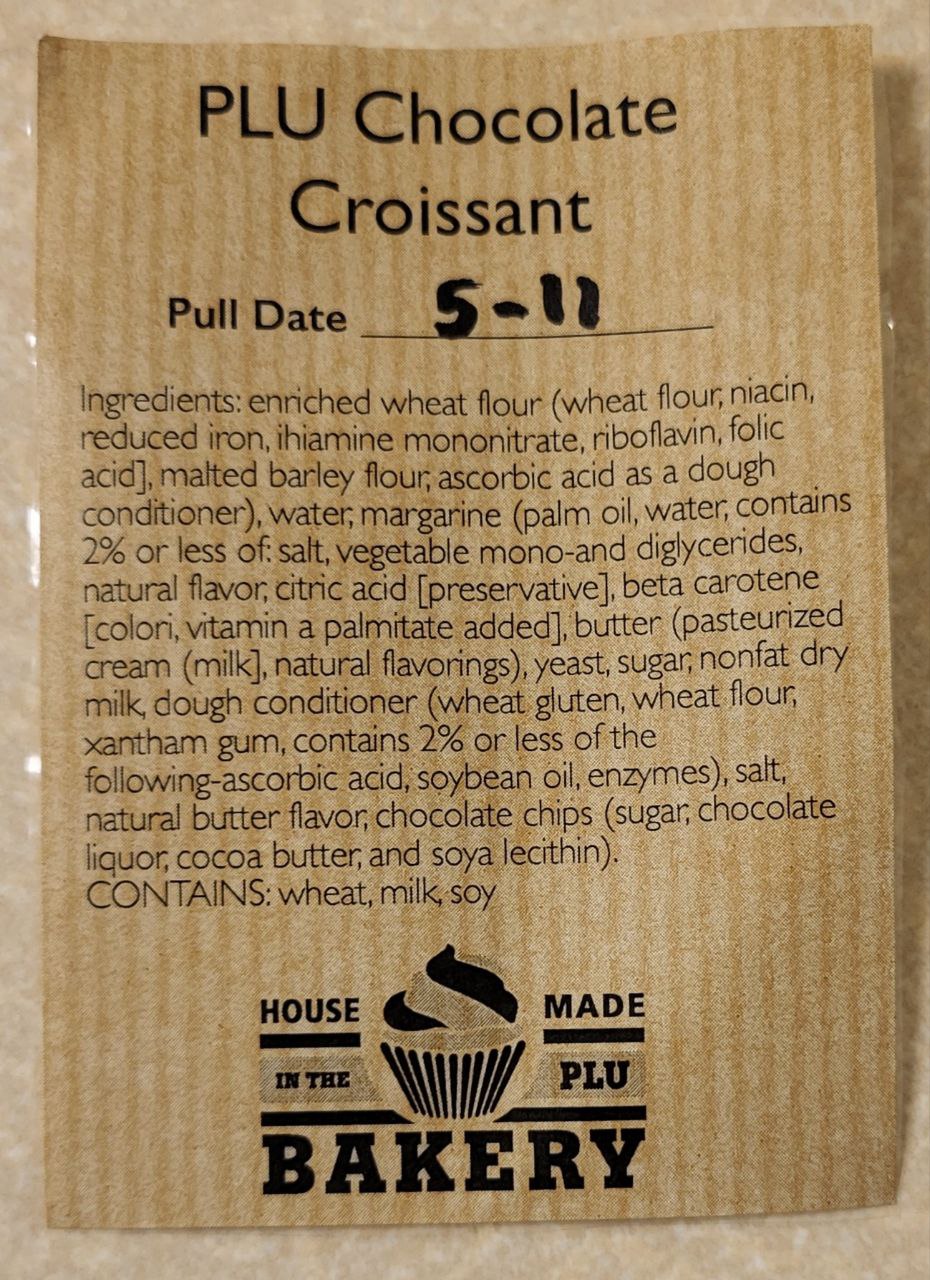 PLU Chocolate
Croissant
Pull Date 5-11
Ingredients: enriched wheat flour (wheat flour, niacin,
reduced iron, ihiamine mononitrate, riboflavin, folic
acid], malted barley flour, ascorbic acid as a dough
conditioner), water, margarine (palm oil, water, contains
2% or less of: salt, vegetable mono-and diglycerides,
natural flavor, citric acid [preservative], beta carotene
[colori, vitamin a palmitate added], butter (pasteurized
cream (milk], natural flavorings), yeast, sugar, nonfat dry
milk, dough conditioner (wheat gluten, wheat flour,
xantham gum, contains 2% or less of the
following-ascorbic acid, soybean oil, enzymes), salt,
natural butter flavor, chocolate chips (sugar, chocolate
liquor, cocoa butter, and soya lecithin).
CONTAINS: wheat, milk, soy
HOUSE MADE
IN THE PLU
BAKERY